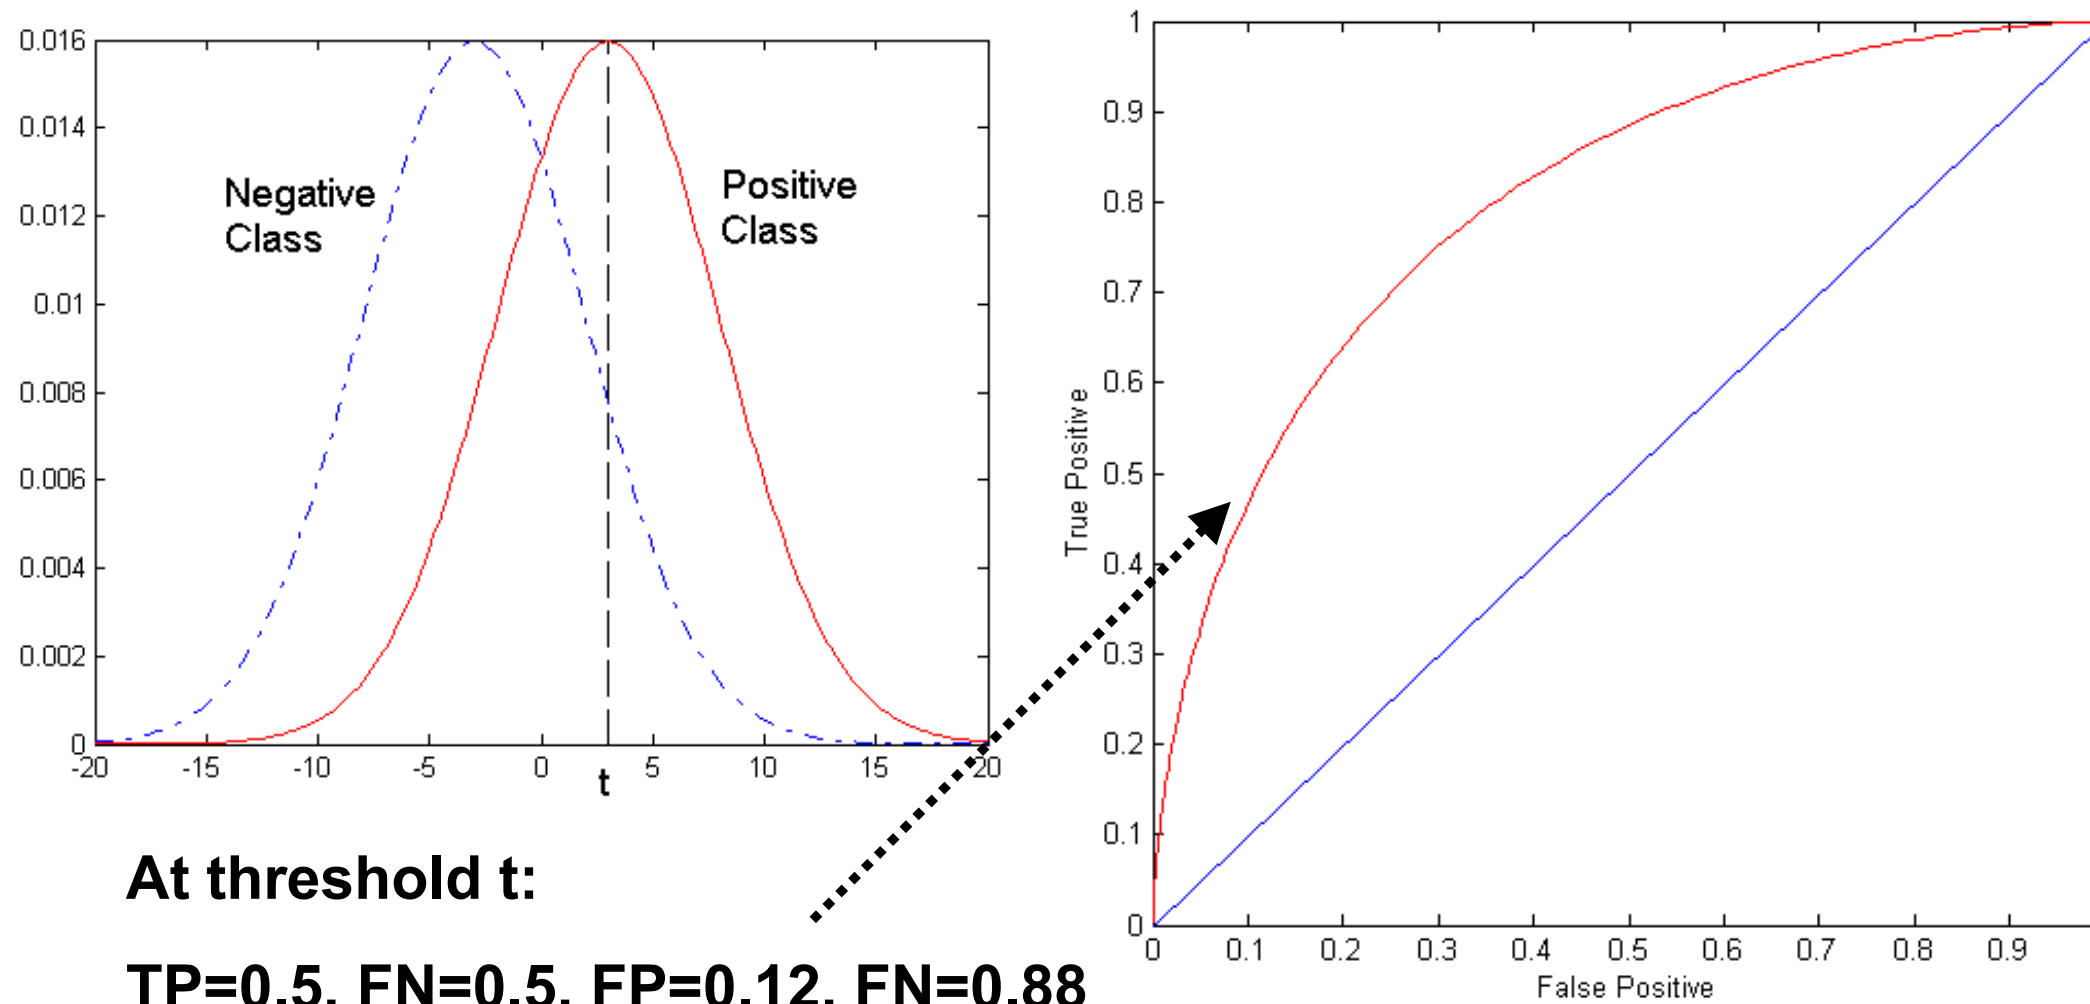 0.016
0.014
0.012
0.01
0.008
0.006
0.004
0.002
0
-20 -15 -10 -5 0 5 10 15 20
t
Negative
Class
Positive
Class
At threshold t:
TP=0.5, FN=0.5, FP=0.12, FN=0.88
1
0.9
0.8
0.7
0.6
0.5
0.4
0.3
0.2
0.1
0
True Positive
0 0.1 0.2 0.3 0.4 0.5 0.6 0.7 0.8 0.9
False Positive